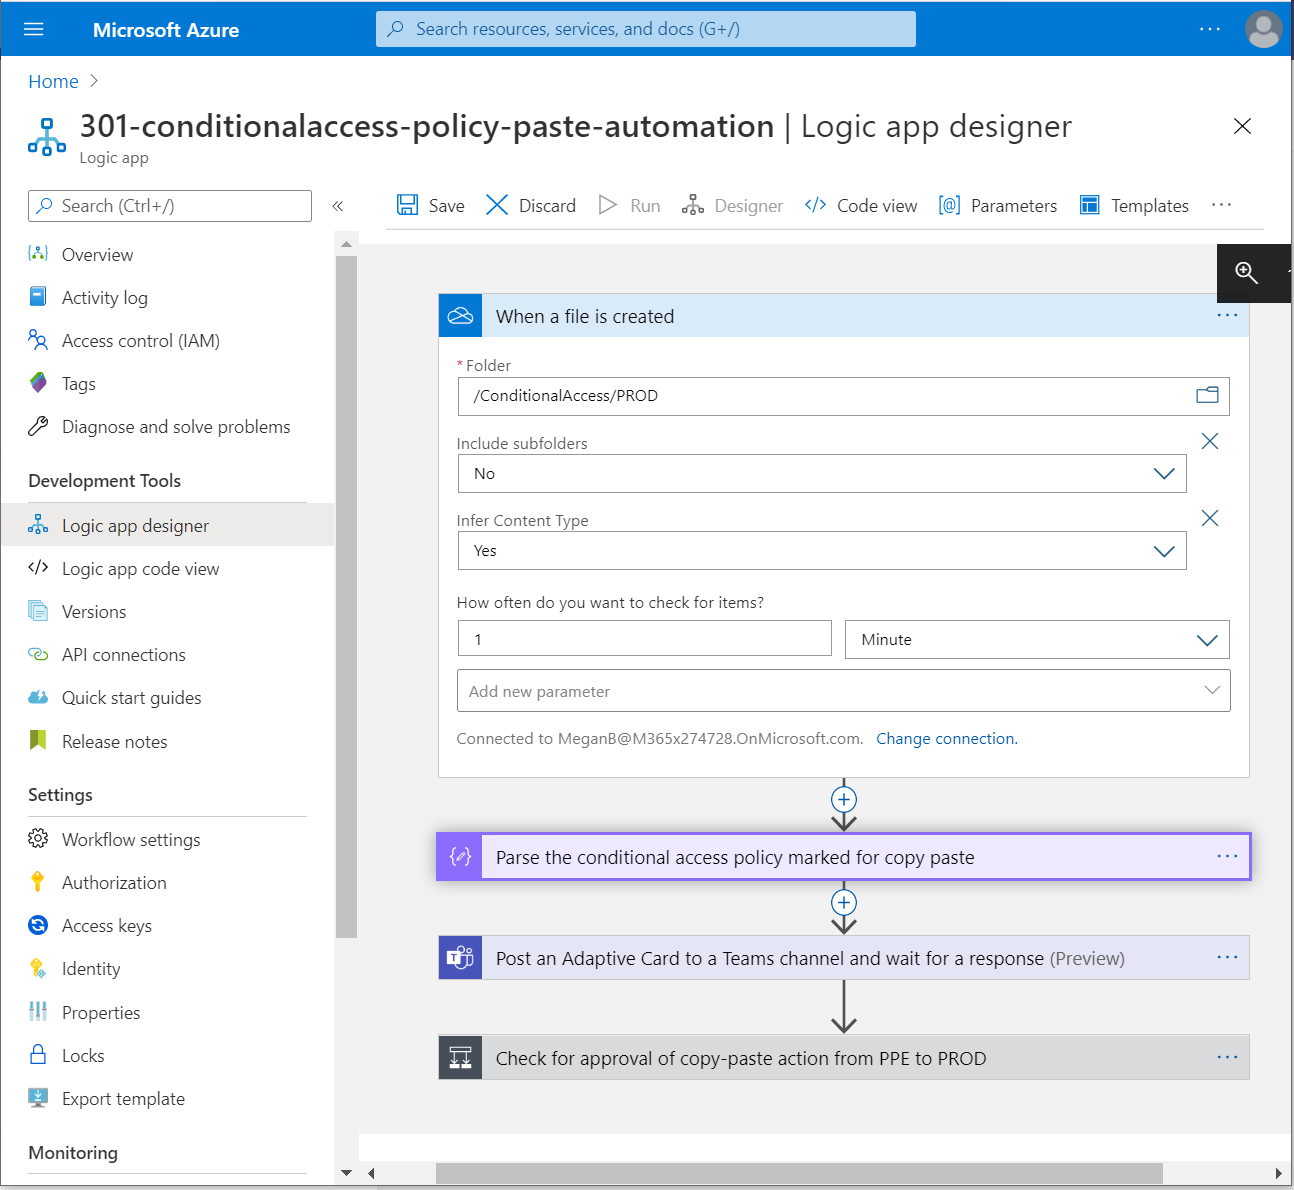 Microsoft Azure
Search resources, services, and docs (G+/)
Home
301-conditionalaccess-policy-paste-automation | Logic app designer
Logic app
Search (Ctrl+/)
Save
Discard
Run
Designer
Code view
Parameters
Templates
Overview
Activity log
Access control (IAM)
Tags
Diagnose and solve problems
Development Tools
Logic app designer
Logic app code view
Versions
API connections
Quick start guides
Release notes
Settings
Workflow settings
Authorization
Access keys
Identity
Properties
Locks
Export template
Monitoring
When a file is created
* Folder
/ConditionalAccess/PROD
Include subfolders
No
Infer Content Type
Yes
How often do you want to check for items?
1
Minute
Add new parameter
Connected to MeganB@M365x274728.OnMicrosoft.com. Change connection.
Parse the conditional access policy marked for copy paste
Post an Adaptive Card to a Teams channel and wait for a response (Preview)
Check for approval of copy-paste action from PPE to PROD